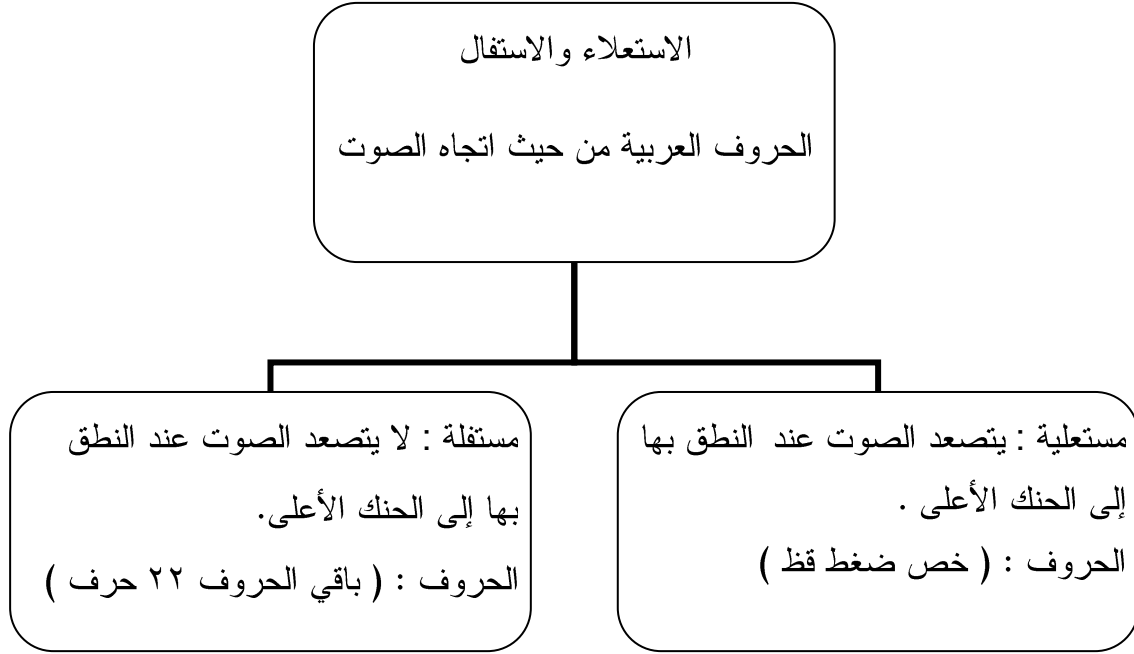 الاستعلاء والاستفال
الحروف العربية من حيث اتجاه الصوت
مستعلية : يتصعد الصوت عند النطق بها
إلى الحنك الأعلى .
الحروف : ( خص ضغط قظ )
مستفلة : لا يتصعد الصوت عند النطق
بها إلى الحنك الأعلى.
الحروف : ( باقي الحروف ٢٢ حرف )